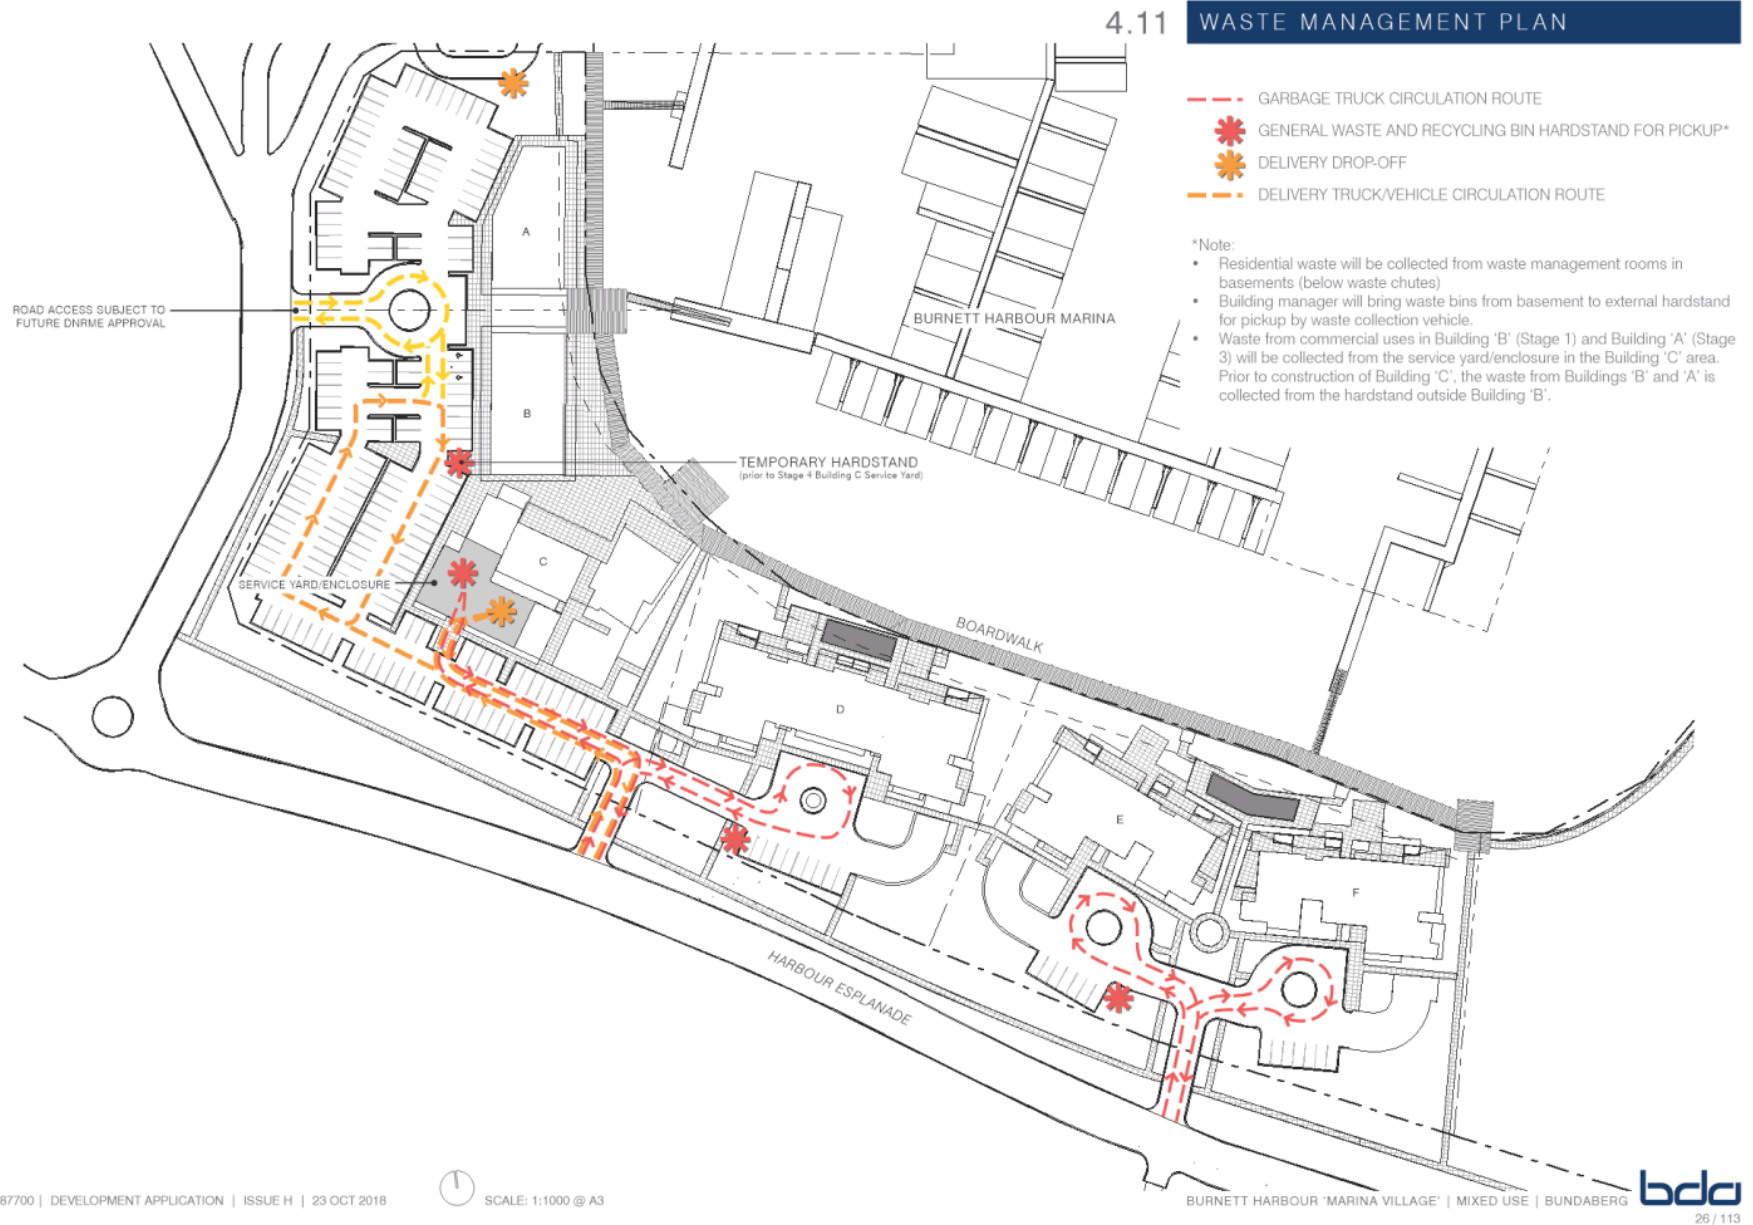 4.11 WASTE MANAGEMENT PLAN
GARBAGE TRUCK CIRCULATION ROUTE
GENERAL WASTE AND RECYCLING BIN HARDSTAND FOR PICKUP*
DELIVERY DROP-OFF
DELIVERY TRUCK/VEHICLE CIRCULATION ROUTE
*Note:
• Residential waste will be collected from waste management rooms in
basements (below waste chutes)
• Building manager will bring waste bins from basement to external hardstand
for pickup by waste collection vehicle.
• Waste from commercial uses in Building 'B' (Stage 1) and Building 'A' (Stage
3) will be collected from the service yard/enclosure in the Building 'C' area.
Prior to construction of Building 'C', the waste from Buildings 'B' and 'A' is
collected from the hardstand outside Building 'B'.
A
ROAD ACCESS SUBJECT TO
FUTURE DNRME APPROVAL
BURNETT HARBOUR MARINA
B
TEMPORARY HARDSTAND
(prior to Stage 4 Building C Service Yard)
C
SERVICE YARD/ENCLOSURE
BOARDWALK
D
E
F
HARBOUR ESPLANADE
87700 | DEVELOPMENT APPLICATION | ISSUE H | 23 OCT 2018
SCALE: 1:1000 @ A3
BURNETT HARBOUR 'MARINA VILLAGE' | MIXED USE | BUNDABERG
bda
26 / 113